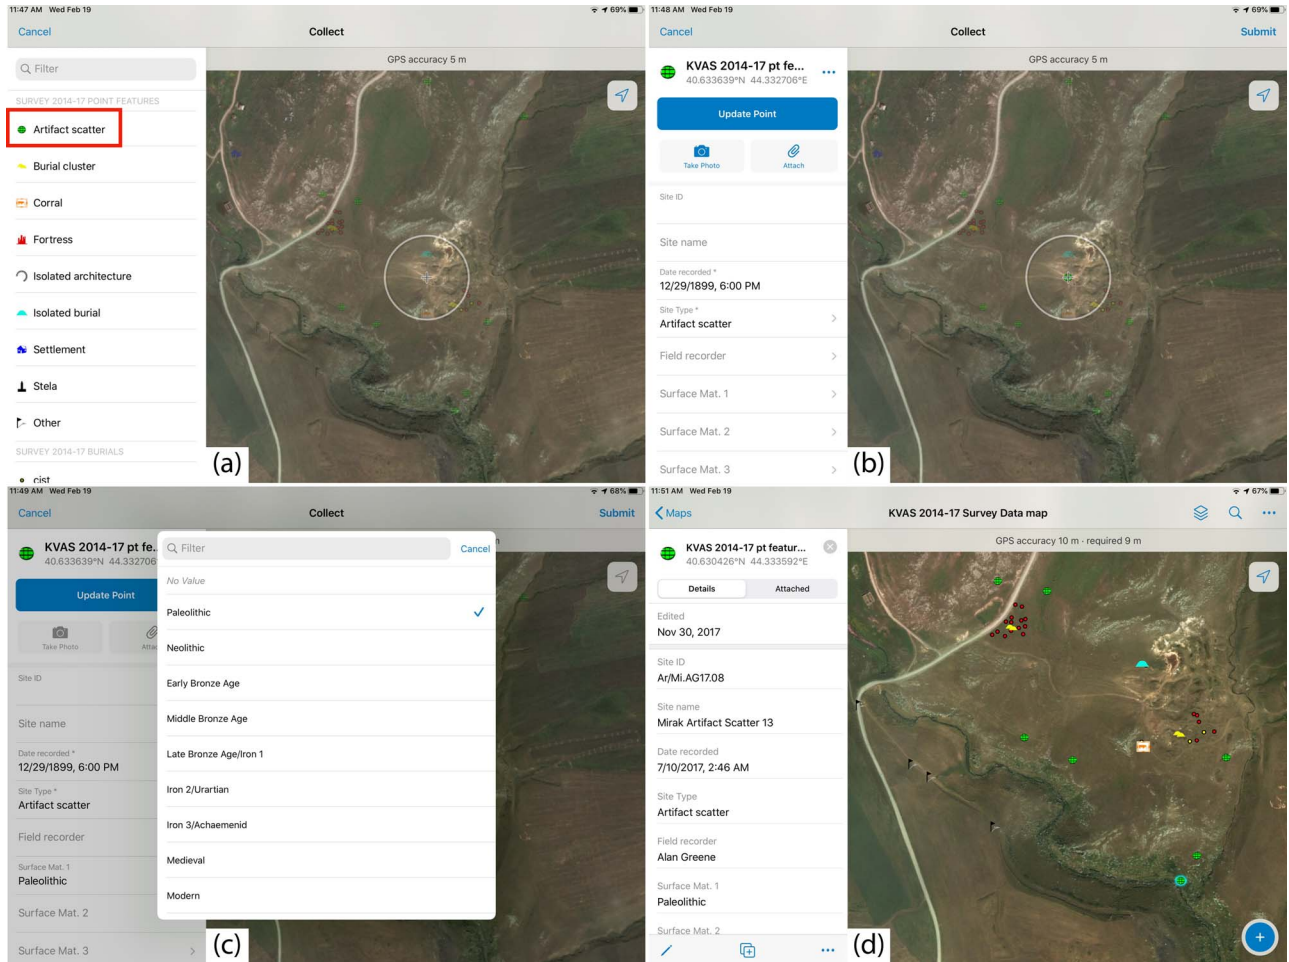 11:47 AM Wed Feb 19
69%
Cancel
Collect
GPS accuracy 5 m
Filter
SURVEY 2014-17 POINT FEATURES
Artifact scatter
Burial cluster
Corral
Fortress
Isolated architecture
Isolated burial
Settlement
Stela
Other
SURVEY 2014-17 BURIALS
cist
(a)
11:48 AM Wed Feb 19
69%
Cancel
Collect
Submit
GPS accuracy 5 m
KVAS 2014-17 pt fe...
40.633639°N 44.332706°E
Update Point
Take Photo
Attach
Site ID
Site name
Date recorded *
12/29/1899, 6:00 PM
Site Type *
Artifact scatter
Field recorder
Surface Mat. 1
Surface Mat. 2
Surface Mat. 3
(b)
11:49 AM Wed Feb 19
68%
Cancel
Collect
Submit
KVAS 2014-17 pt fe.
40.633639°N 44.332706°
Update Point
Take Photo
Attac
Site ID
Site name
Date recorded *
12/29/1899, 6:00 PM
Site Type *
Artifact scatter
Field recorder
Surface Mat. 1
Paleolithic
Surface Mat. 2
Surface Mat. 3
Filter
Cancel
No Value
Paleolithic
Neolithic
Early Bronze Age
Middle Bronze Age
Late Bronze Age/Iron 1
Iron 2/Urartian
Iron 3/Achaemenid
Medieval
Modern
(c)
11:51 AM Wed Feb 19
67%
Maps
KVAS 2014-17 Survey Data map
GPS accuracy 10 m · required 9 m
KVAS 2014-17 pt featur...
40.630426°N 44.333592°E
Details
Attached
Edited
Nov 30, 2017
Site ID
Ar/Mi.AG17.08
Site name
Mirak Artifact Scatter 13
Date recorded
7/10/2017, 2:46 AM
Site Type
Artifact scatter
Field recorder
Alan Greene
Surface Mat. 1
Paleolithic
Surface Mat. 2
(d)